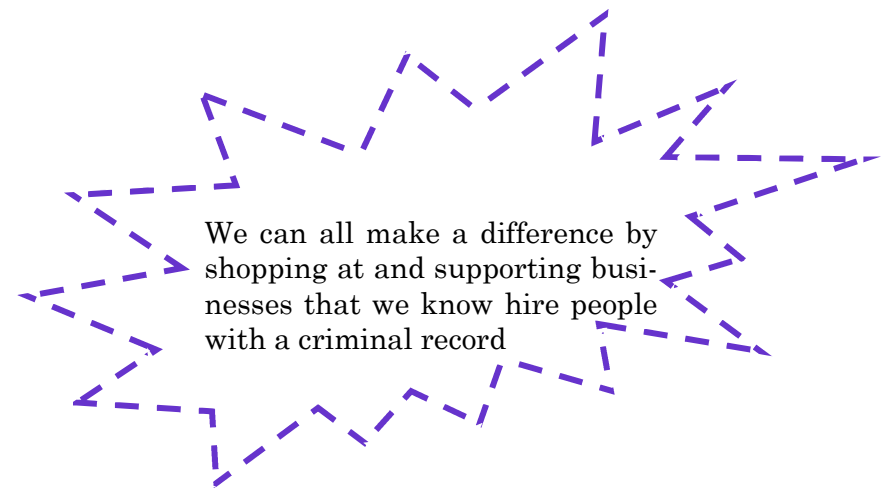 We can all make a difference by
shopping at and supporting busi-
nesses that we know hire people
with a criminal record